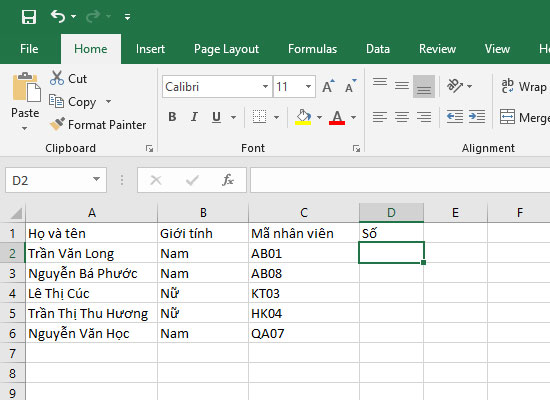 File Home Insert Page Layout Formulas Data Review View He
Cut
Copy
Format Painter
Paste
Clipboard
Calibri 11 A A
B I U A
Font
ab c Wrap
Merge
Alignment
D2 fx
A B C D E F
1 Họ và tên Giới tính Mã nhân viên Số
2 Trần Văn Long Nam AB01
3 Nguyễn Bá Phước Nam AB08
4 Lê Thị Cúc Nữ KT03
5 Trần Thị Thu Hương Nữ HK04
6 Nguyễn Văn Học Nam QA07
7
8
9